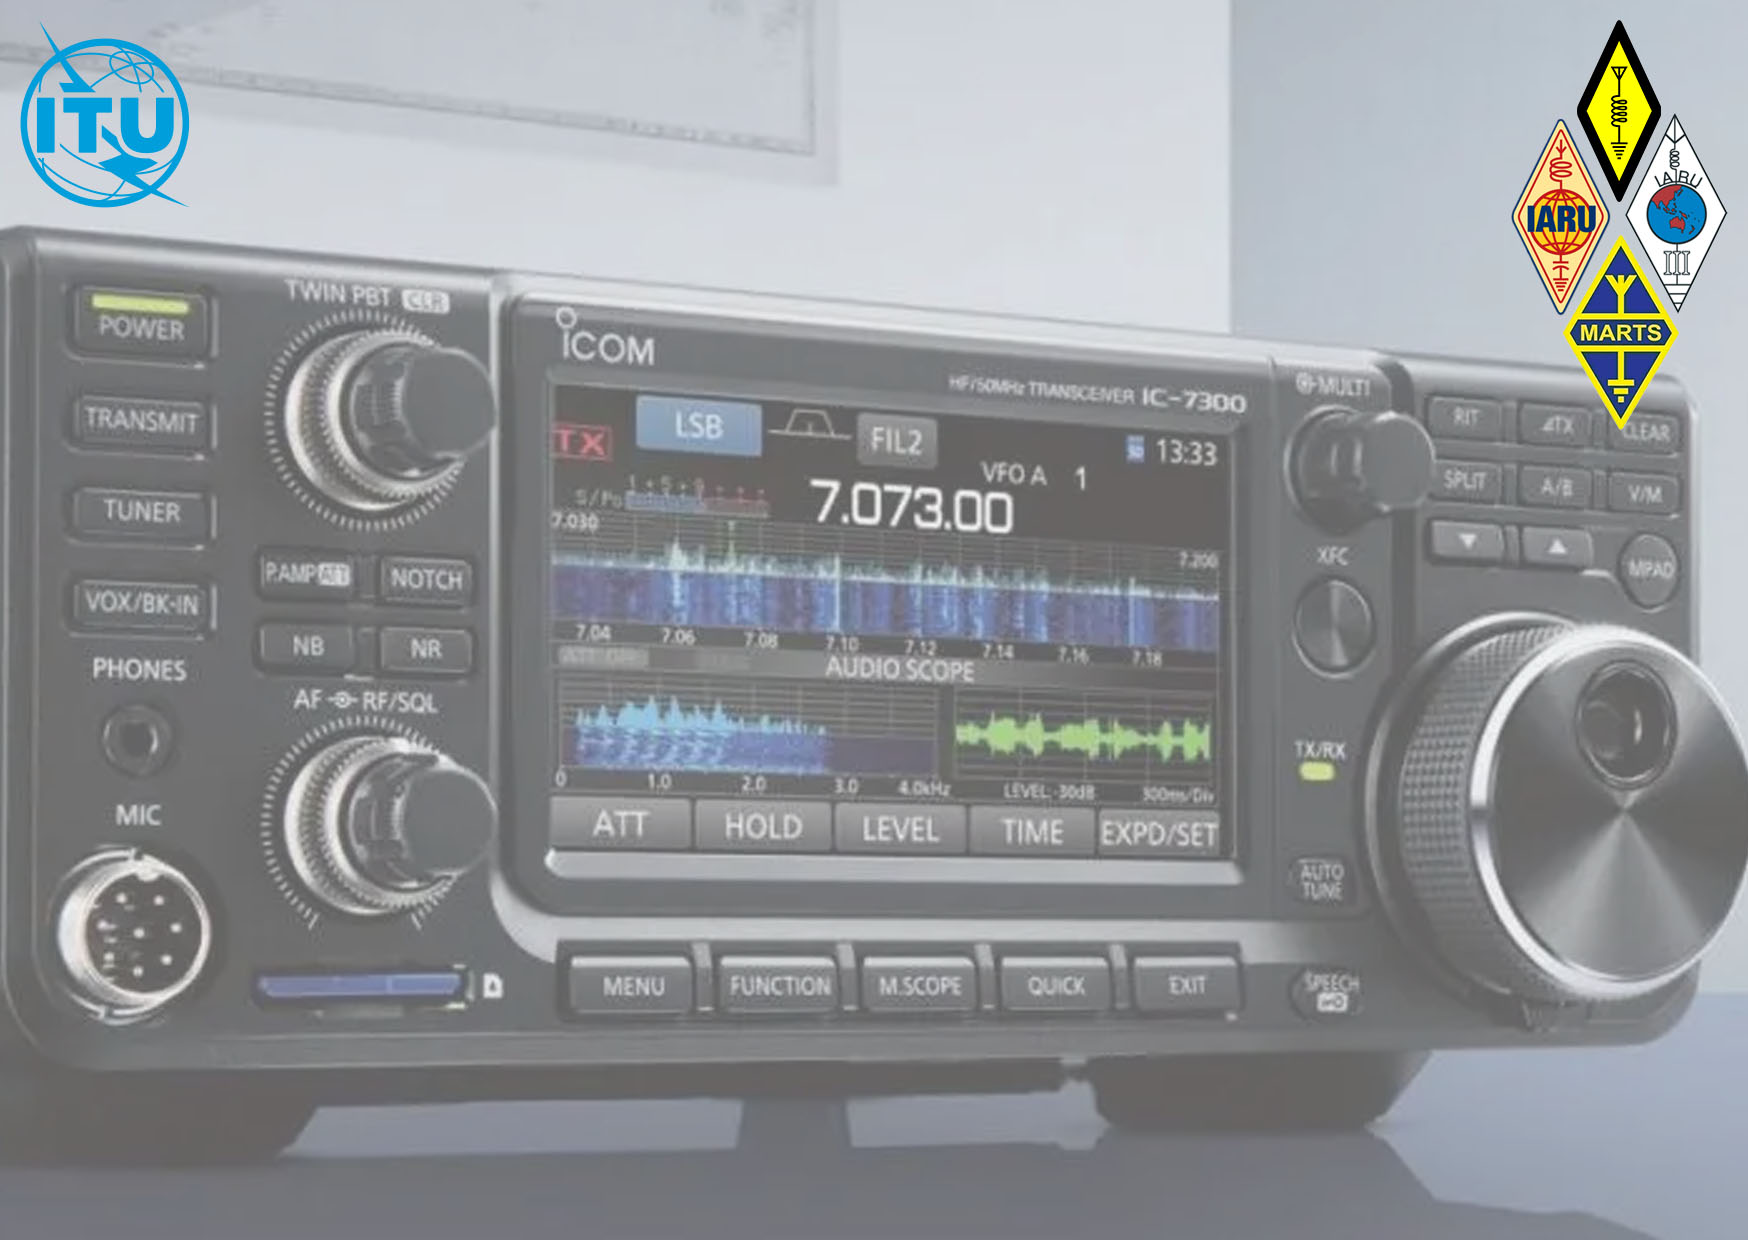 ITU
IARU
IARU
III
MARTS
TWIN PBT CLR
POWER
TRANSMIT
TUNER
VOX/BK-IN
P.AMP ATT
NOTCH
NB
NR
PHONES
AF RF/SQL
MIC
ICOM
HF/50MHz TRANSCEIVER IC-7300
TX
LSB
FIL2
13:33
VFO A 1
S/Po
7.073.00
7.030
7.200
7.04 7.06 7.08 7.10 7.12 7.14 7.16 7.18
AUDIO SCOPE
0 1.0 2.0 3.0 4.0kHz
LEVEL:-30dB 300ms/Div
ATT HOLD LEVEL TIME EXPD/SET
MENU FUNCTION M.SCOPE QUICK EXIT
MULTI
RIT ⊿TX CLEAR
SPLIT A/B V/M
XFC
MPAD
TX/RX
AUTO
TUNE
SPEECH